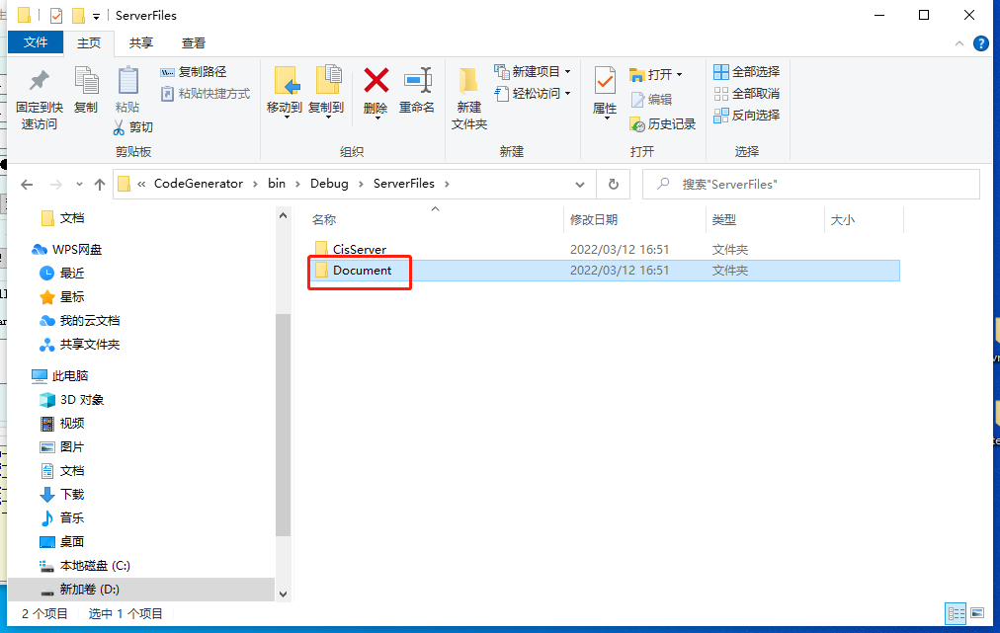 ServerFiles
文件 主页 共享 查看
固定到快速访问
复制
粘贴
复制路径
粘贴快捷方式
剪切
剪贴板
移动到 复制到 删除 重命名
组织
新建文件夹
新建项目
轻松访问
新建
属性
打开
编辑
历史记录
打开
全部选择
全部取消
反向选择
选择
« CodeGenerator › bin › Debug › ServerFiles ›
搜索"ServerFiles"
文档
WPS网盘
最近
星标
我的云文档
共享文件夹
此电脑
3D 对象
视频
图片
文档
下载
音乐
桌面
本地磁盘 (C:)
新加卷 (D:)
名称 修改日期 类型 大小
CisServer 2022/03/12 16:51 文件夹
Document 2022/03/12 16:51 文件夹
2 个项目 选中 1 个项目